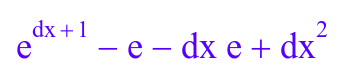 e^{dx + 1} − e − dx e + dx^2